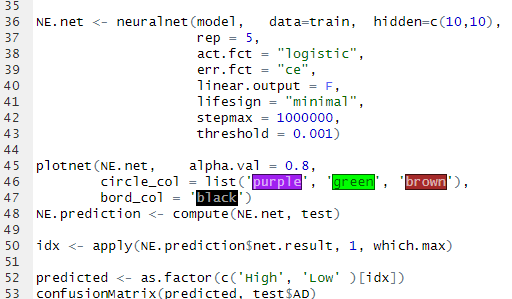 35
36 NE.net <- neuralnet(model,   data=train,  hidden=c(10,10),
37                     rep = 5,
38                     act.fct = "logistic",
39                     err.fct = "ce",
40                     linear.output = F,
41                     lifesign = "minimal",
42                     stepmax = 1000000,
43                     threshold = 0.001)
44
45 plotnet(NE.net,    alpha.val = 0.8,
46         circle_col = list('purple', 'green', 'brown'),
47         bord_col = 'black')
48 NE.prediction <- compute(NE.net, test)
49
50 idx <- apply(NE.prediction$net.result, 1, which.max)
51
52 predicted <- as.factor(c('High', 'Low' )[idx])
53 confusionMatrix(predicted, test$AD)